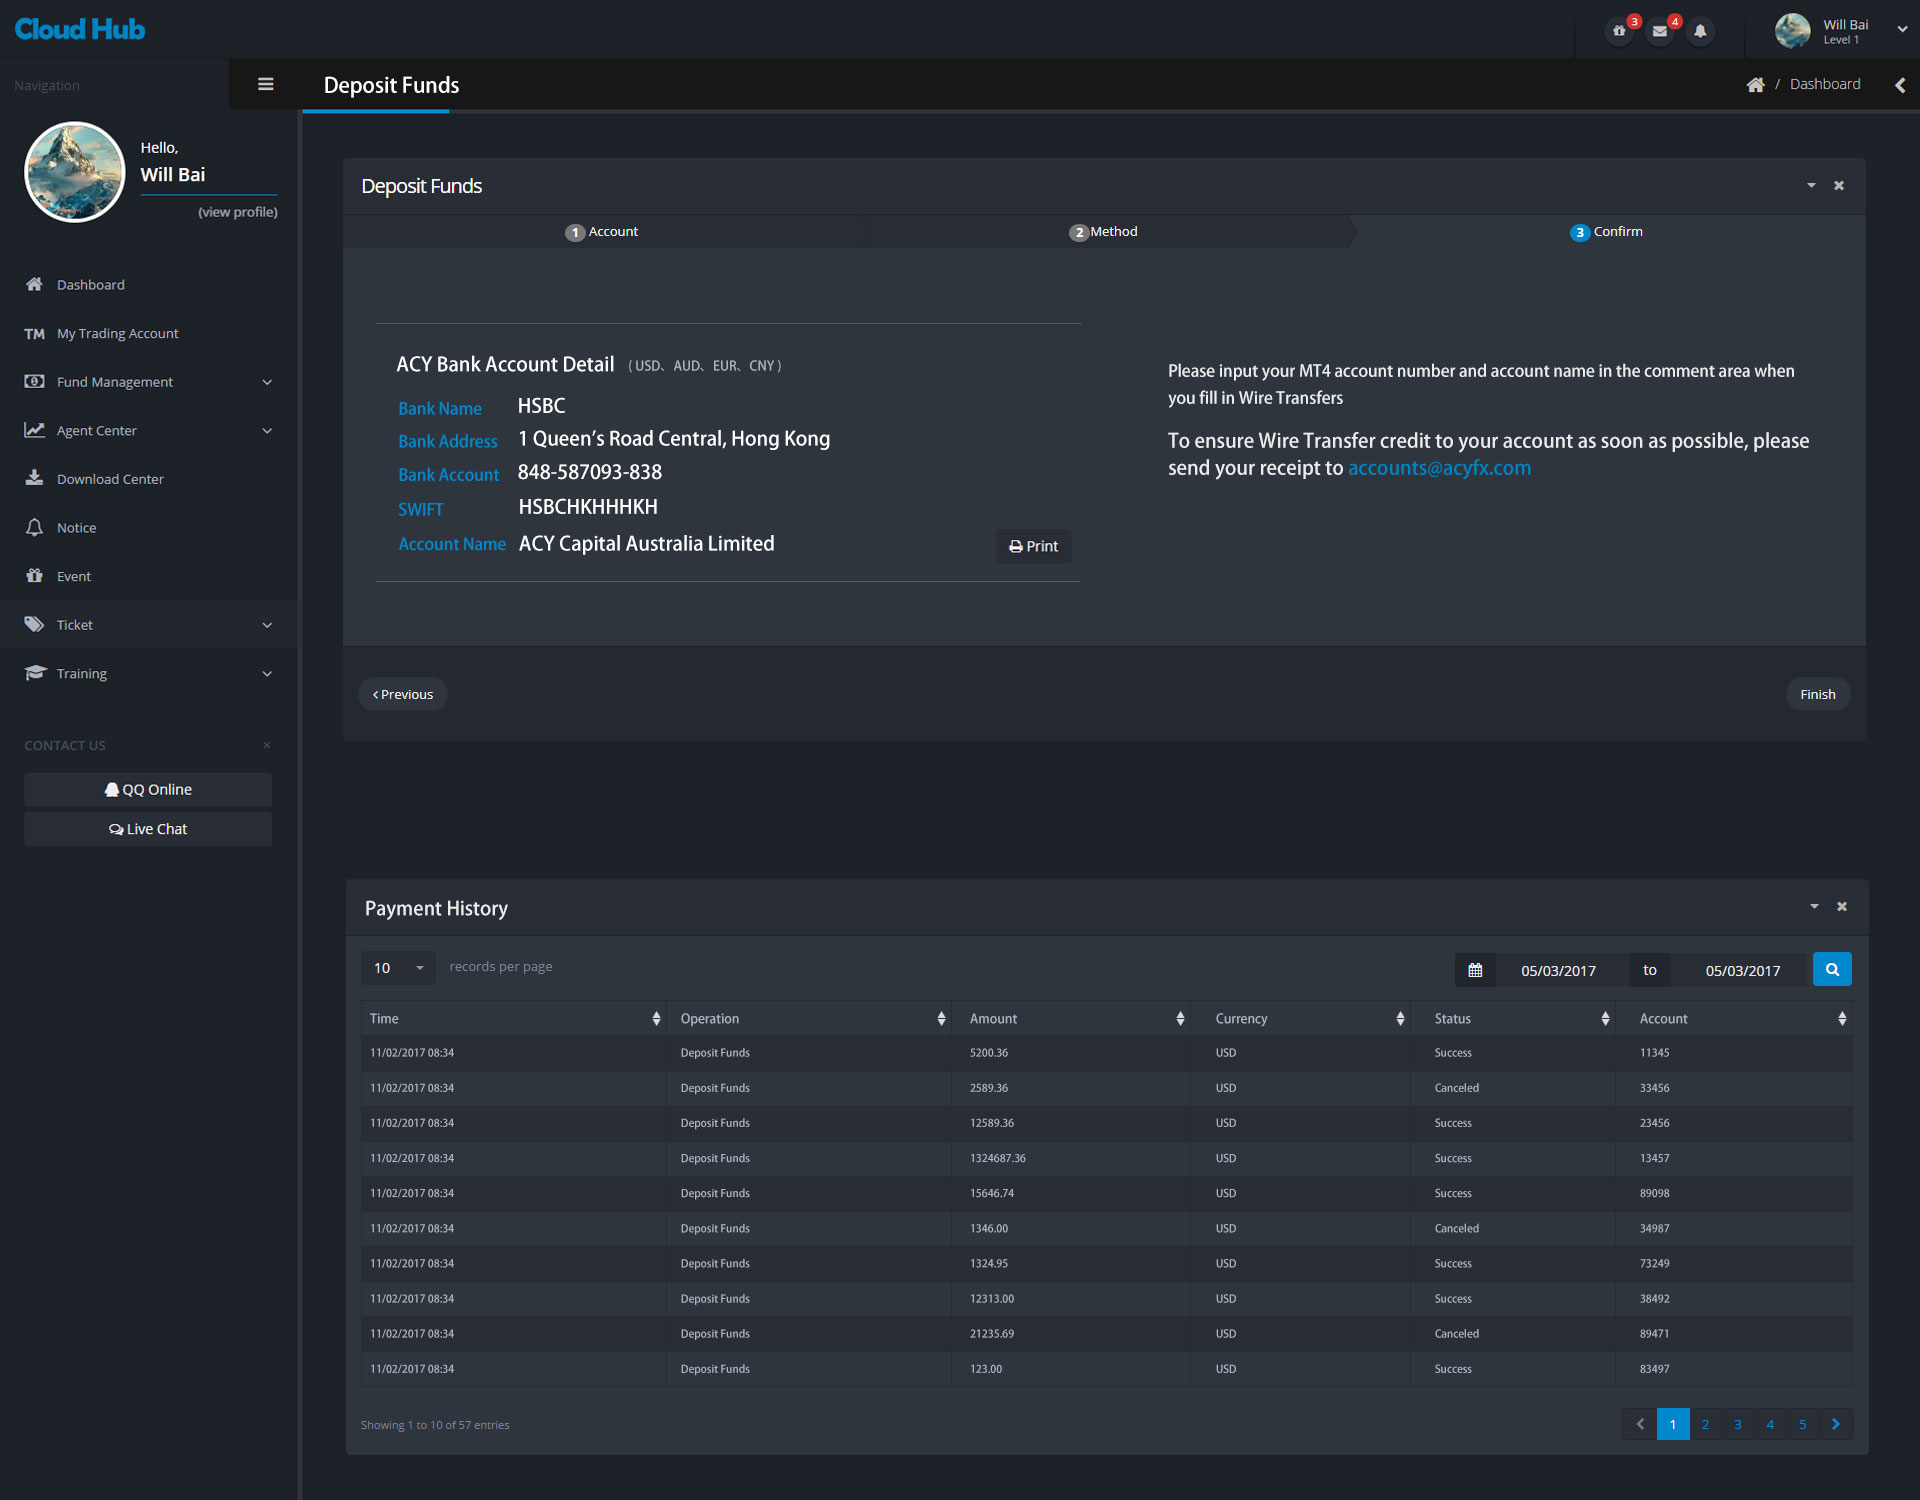 Cloud Hub
3
4
Will Bai
Level 1
Navigation
Deposit Funds
/ Dashboard
Hello,
Will Bai
(view profile)
Dashboard
TM My Trading Account
Fund Management
Agent Center
Download Center
Notice
Event
Ticket
Training
CONTACT US ×
QQ Online
Live Chat
Deposit Funds
1 Account
2 Method
3 Confirm
ACY Bank Account Detail （USD、AUD、EUR、CNY）
Bank Name HSBC
Bank Address 1 Queen’s Road Central, Hong Kong
Bank Account 848-587093-838
SWIFT HSBCHKHHHKH
Account Name ACY Capital Australia Limited
Print
Please input your MT4 account number and account name in the comment area when
you fill in Wire Transfers
To ensure Wire Transfer credit to your account as soon as possible, please
send your receipt to accounts@acyfx.com
Previous
Finish
Payment History
10 records per page
05/03/2017 to 05/03/2017
Time Operation Amount Currency Status Account
11/02/2017 08:34 Deposit Funds 5200.36 USD Success 11345
11/02/2017 08:34 Deposit Funds 2589.36 USD Canceled 33456
11/02/2017 08:34 Deposit Funds 12589.36 USD Success 23456
11/02/2017 08:34 Deposit Funds 1324687.36 USD Success 13457
11/02/2017 08:34 Deposit Funds 15646.74 USD Success 89098
11/02/2017 08:34 Deposit Funds 1346.00 USD Canceled 34987
11/02/2017 08:34 Deposit Funds 1324.95 USD Success 73249
11/02/2017 08:34 Deposit Funds 12313.00 USD Success 38492
11/02/2017 08:34 Deposit Funds 21235.69 USD Canceled 89471
11/02/2017 08:34 Deposit Funds 123.00 USD Success 83497
Showing 1 to 10 of 57 entries
1 2 3 4 5